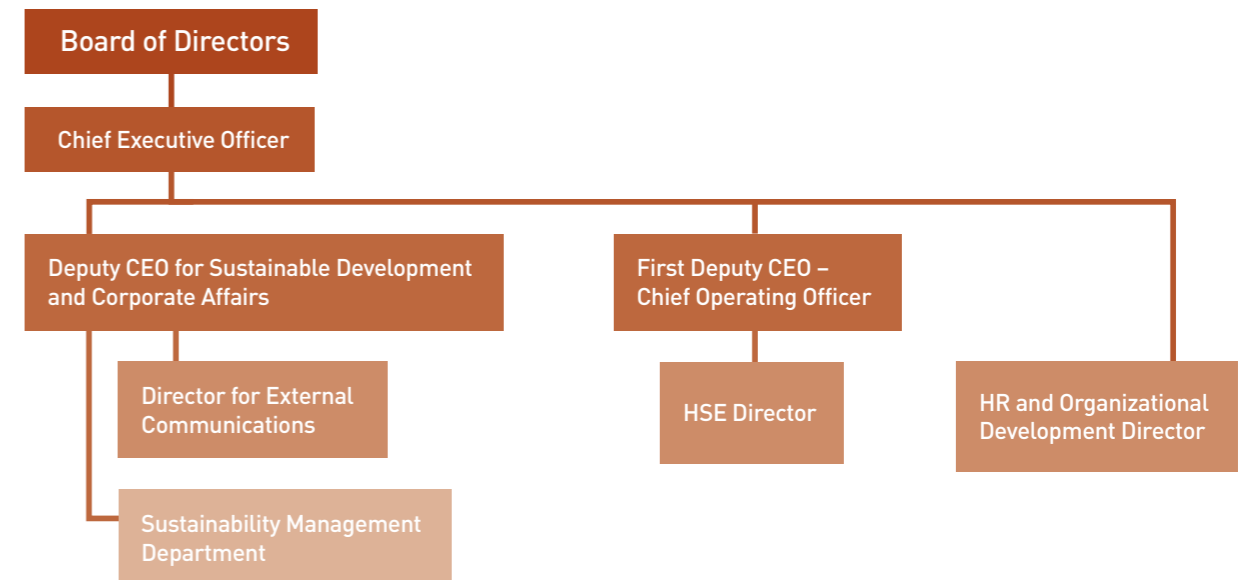 Board of Directors
Chief Executive Officer
Deputy CEO for Sustainable Development
and Corporate Affairs
First Deputy CEO –
Chief Operating Officer
Director for External
Communications
HSE Director
HR and Organizational
Development Director
Sustainability Management
Department